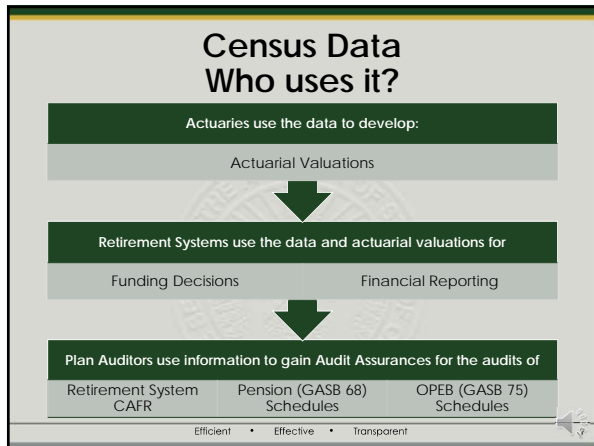 Census Data
Who uses it?
Actuaries use the data to develop:
Actuarial Valuations
Retirement Systems use the data and actuarial valuations for
Funding Decisions
Financial Reporting
Plan Auditors use information to gain Audit Assurances for the audits of
Retirement System
CAFR
Pension (GASB 68)
Schedules
OPEB (GASB 75)
Schedules
Efficient • Effective • Transparent